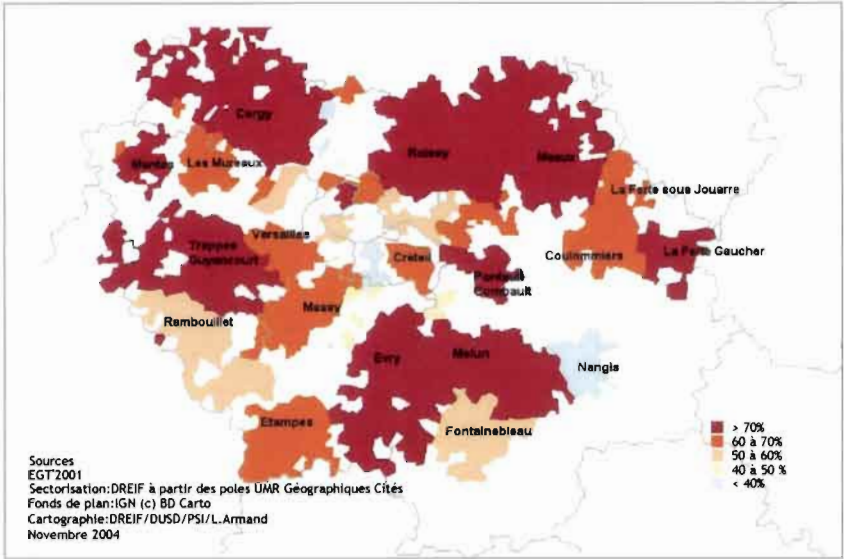 Cergy
Roissy
Meaux
Mantes
Les Mureaux
La Ferte sous Jouarre
Versailles
Trappes
Guyancourt
Creteil
Coulommiers
La Ferte Gaucher
Pontault
Combault
Massy
Rambouillet
Evry
Melun
Nangis
Etampes
Fontainebleau
> 70%
60 à 70%
50 à 60%
40 à 50 %
< 40%
Sources
EGT'2001
Sectorisation:DREIF à partir des poles UMR Géographiques Cités
Fonds de plan:IGN (c) BD Carto
Cartographie:DREIF/DUSD/PSI/L.Armand
Novembre 2004